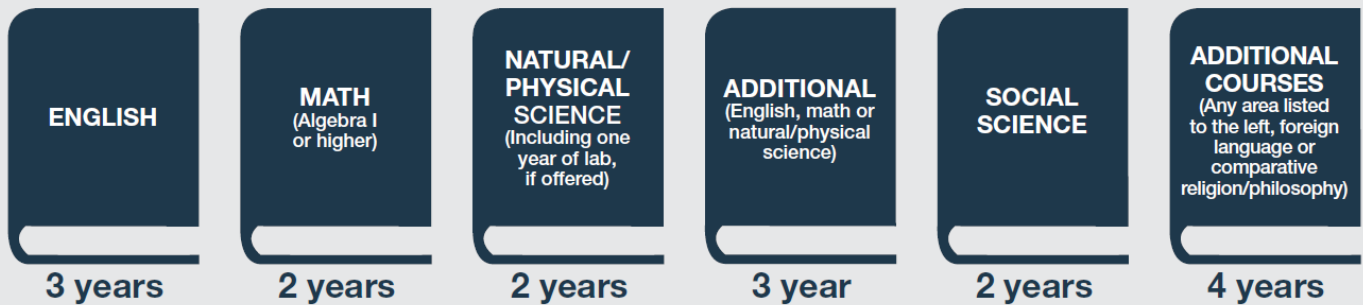 ENGLISH
3 years
MATH
(Algebra I
or higher)
2 years
NATURAL/
PHYSICAL
SCIENCE
(Including one
year of lab,
if offered)
2 years
ADDITIONAL
(English, math or
natural/physical
science)
3 year
SOCIAL
SCIENCE
2 years
ADDITIONAL
COURSES
(Any area listed
to the left, foreign
language or
comparative
religion/philosophy)
4 years